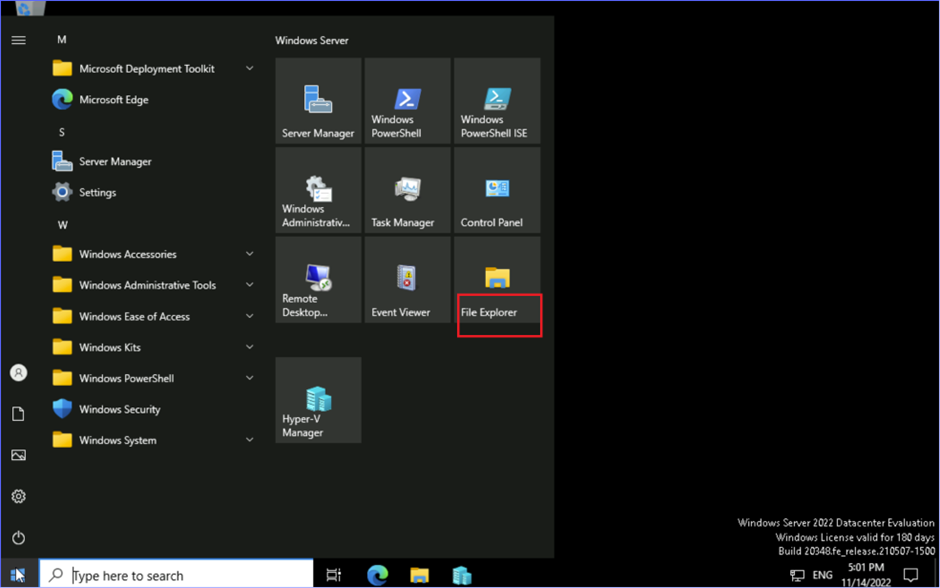 M
Microsoft Deployment Toolkit
Microsoft Edge
S
Server Manager
Settings
W
Windows Accessories
Windows Administrative Tools
Windows Ease of Access
Windows Kits
Windows PowerShell
Windows Security
Windows System
Windows Server
Server Manager
Windows
PowerShell
Windows
PowerShell ISE
Windows
Administrativ...
Task Manager
Control Panel
Remote
Desktop...
Event Viewer
File Explorer
Hyper-V
Manager
Windows Server 2022 Datacenter Evaluation
Windows License valid for 180 days
Build 20348.fe_release.210507-1500
Type here to search
ENG
5:01 PM
11/14/2022